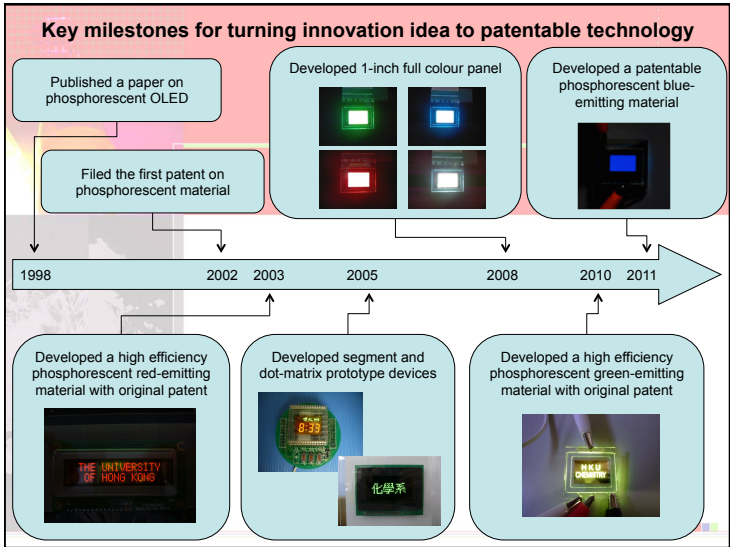 Key milestones for turning innovation idea to patentable technology
Published a paper on
phosphorescent OLED
Filed the first patent on
phosphorescent material
Developed 1-inch full colour panel
Developed a patentable
phosphorescent blue-
emitting material
1998
2002
2003
2005
2008
2010
2011
Developed a high efficiency
phosphorescent red-emitting
material with original patent
THE UNIVERSITY
OF HONG KONG
Developed segment and
dot-matrix prototype devices
8:39
化學系
Developed a high efficiency
phosphorescent green-emitting
material with original patent
HKU
CHEMISTRY